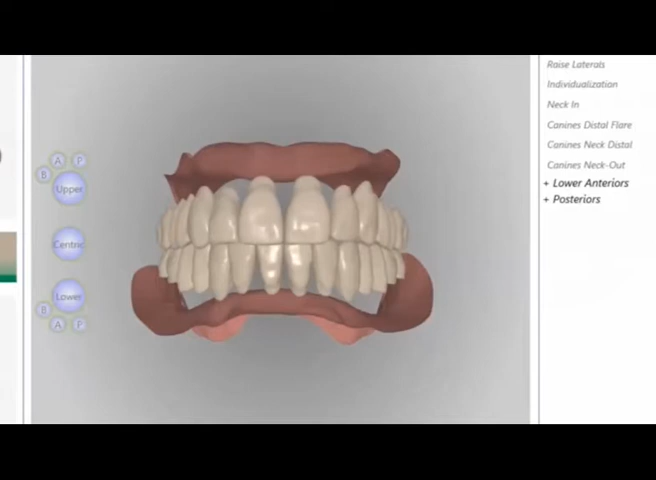 Raise Laterals
Individualization
Neck In
Canines Distal Flare
Canines Neck Distal
Canines Neck-Out
+ Lower Anteriors
+ Posteriors
A P
B
Upper
Centric
Lower
B
A P